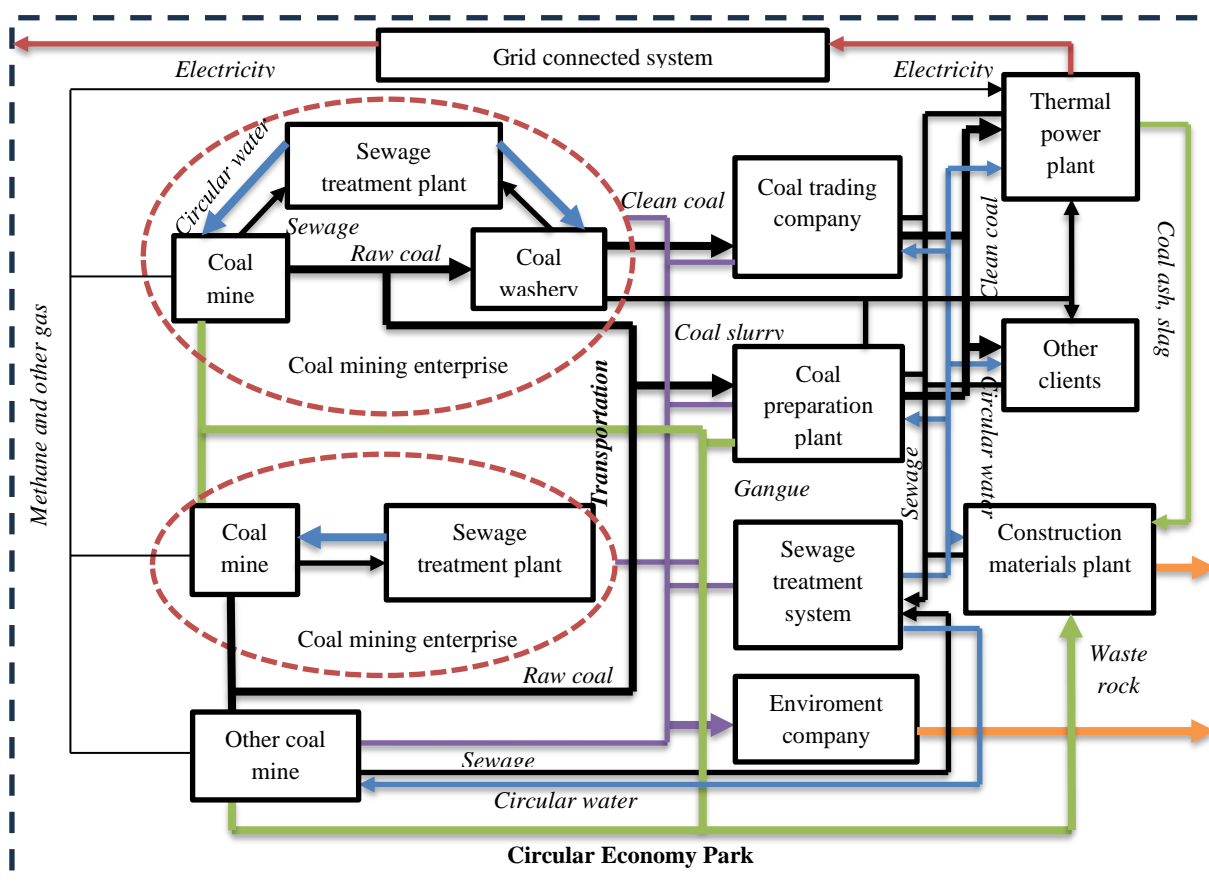 Grid connected system
Electricity
Electricity
Thermal
power
plant
Circular water
Sewage
treatment plant
Sewage
Coal
mine
Raw coal
Coal
washery
Clean coal
Coal trading
company
Clean coal
Coal ash, slag
Methane and other gas
Coal mining enterprise
Transportation
Coal slurry
Coal
preparation
plant
Other
clients
Circular water
Sewage
Gangue
Coal
mine
Sewage
treatment plant
Coal mining enterprise
Sewage
treatment
system
Construction
materials plant
Raw coal
Waste
rock
Enviroment
company
Other coal
mine
Sewage
Circular water
Circular Economy Park